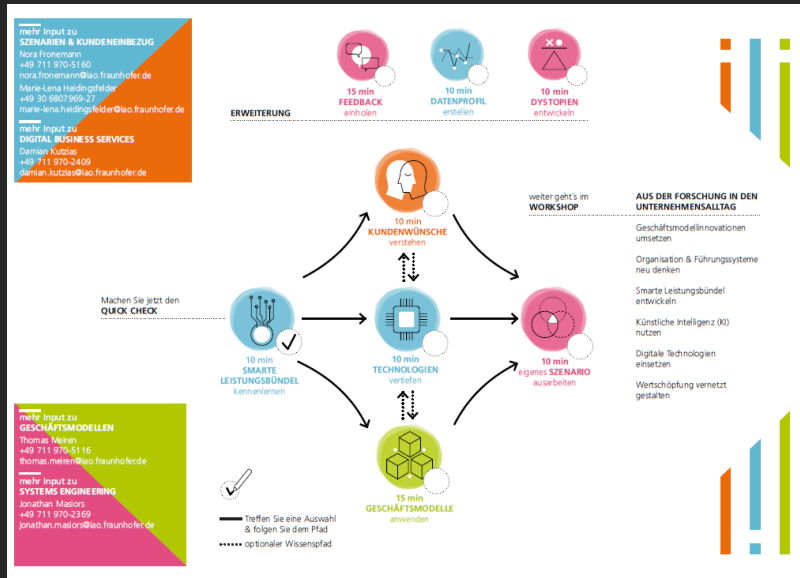 mehr Input zu
SZENARIEN & KUNDENEINBEZUG
Nora Fronemann
+49 711 970-5160
nora.fronemann@iao.fraunhofer.de
Marie-Lena Heidingsfelder
+49 30 6807969-27
marie-lena.heidingsfelder@iao.fraunhofer.de
mehr Input zu
DIGITAL BUSINESS SERVICES
Damian Kutzias
+49 711 970-2409
damian.kutzias@iao.fraunhofer.de
ERWEITERUNG
15 min
FEEDBACK
einholen
10 min
DATENPROFIL
erstellen
10 min
DYSTOPIEN
entwickeln
10 min
KUNDENWÜNSCHE
verstehen
Machen Sie jetzt den
QUICK CHECK
10 min
SMARTE
LEISTUNGSBÜNDEL
kennenlernen
10 min
TECHNOLOGIEN
vertiefen
10 min
eigenes SZENARIO
ausarbeiten
15 min
GESCHÄFTSMODELLE
anwenden
weiter geht's im
WORKSHOP
AUS DER FORSCHUNG IN DEN
UNTERNEHMENSALLTAG
Geschäftsmodellinnovationen
umsetzen
Organisation & Führungssysteme
neu denken
Smarte Leistungsbündel
entwickeln
Künstliche Intelligenz (KI)
nutzen
Digitale Technologien
einsetzen
Wertschöpfung vernetzt
gestalten
mehr Input zu
GESCHÄFTSMODELLEN
Thomas Meiren
+49 711 970-5116
thomas.meiren@iao.fraunhofer.de
mehr Input zu
SYSTEMS ENGINEERING
Jonathan Masiors
+49 711 970-2369
jonathan.masiors@iao.fraunhofer.de
Treffen Sie eine Auswahl
& folgen Sie dem Pfad
optionaler Wissenspfad